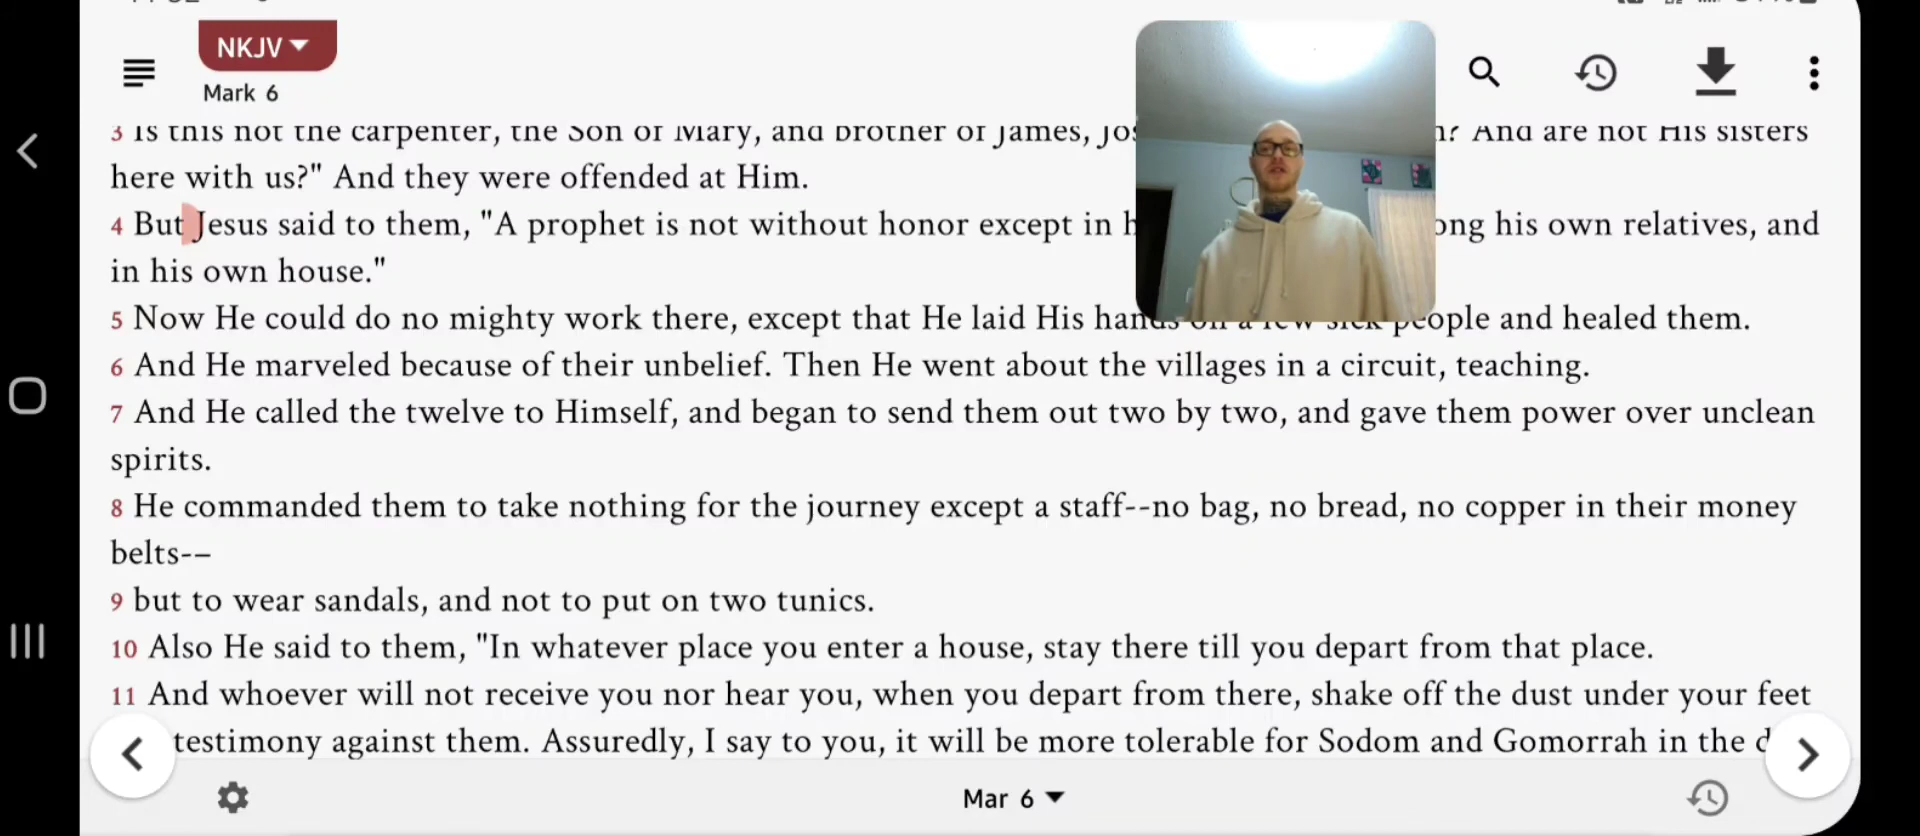 NKJV
Mark 6
3 Is this not the carpenter, the Son of Mary, and brother of James, And are not His sisters
here with us?" And they were offended at Him.
4 But Jesus said to them, "A prophet is not without honor except in his own relatives, and
in his own house."
5 Now He could do no mighty work there, except that He laid His hands on a few sick people and healed them.
6 And He marveled because of their unbelief. Then He went about the villages in a circuit, teaching.
7 And He called the twelve to Himself, and began to send them out two by two, and gave them power over unclean
spirits.
8 He commanded them to take nothing for the journey except a staff--no bag, no bread, no copper in their money
belts--
9 but to wear sandals, and not to put on two tunics.
10 Also He said to them, "In whatever place you enter a house, stay there till you depart from that place.
11 And whoever will not receive you nor hear you, when you depart from there, shake off the dust under your feet
testimony against them. Assuredly, I say to you, it will be more tolerable for Sodom and Gomorrah in the
Mar 6